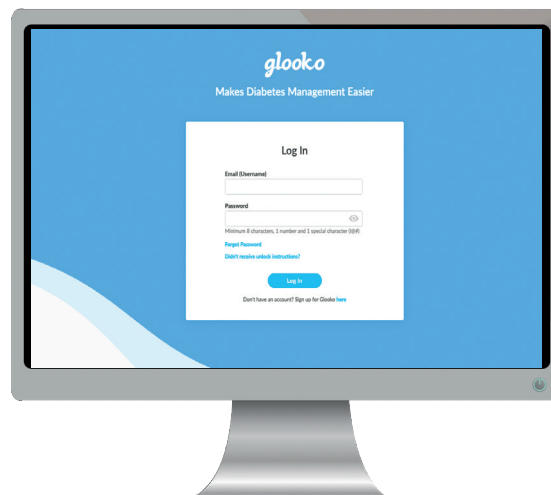 glooko
Makes Diabetes Management Easier
Log In
Email (Username)
Password
Minimum 8 characters, 1 number and 1 special character (!@#)
Forgot Password
Didn't receive unlock instructions?
Log In
Don't have an account? Sign up for Glooko here